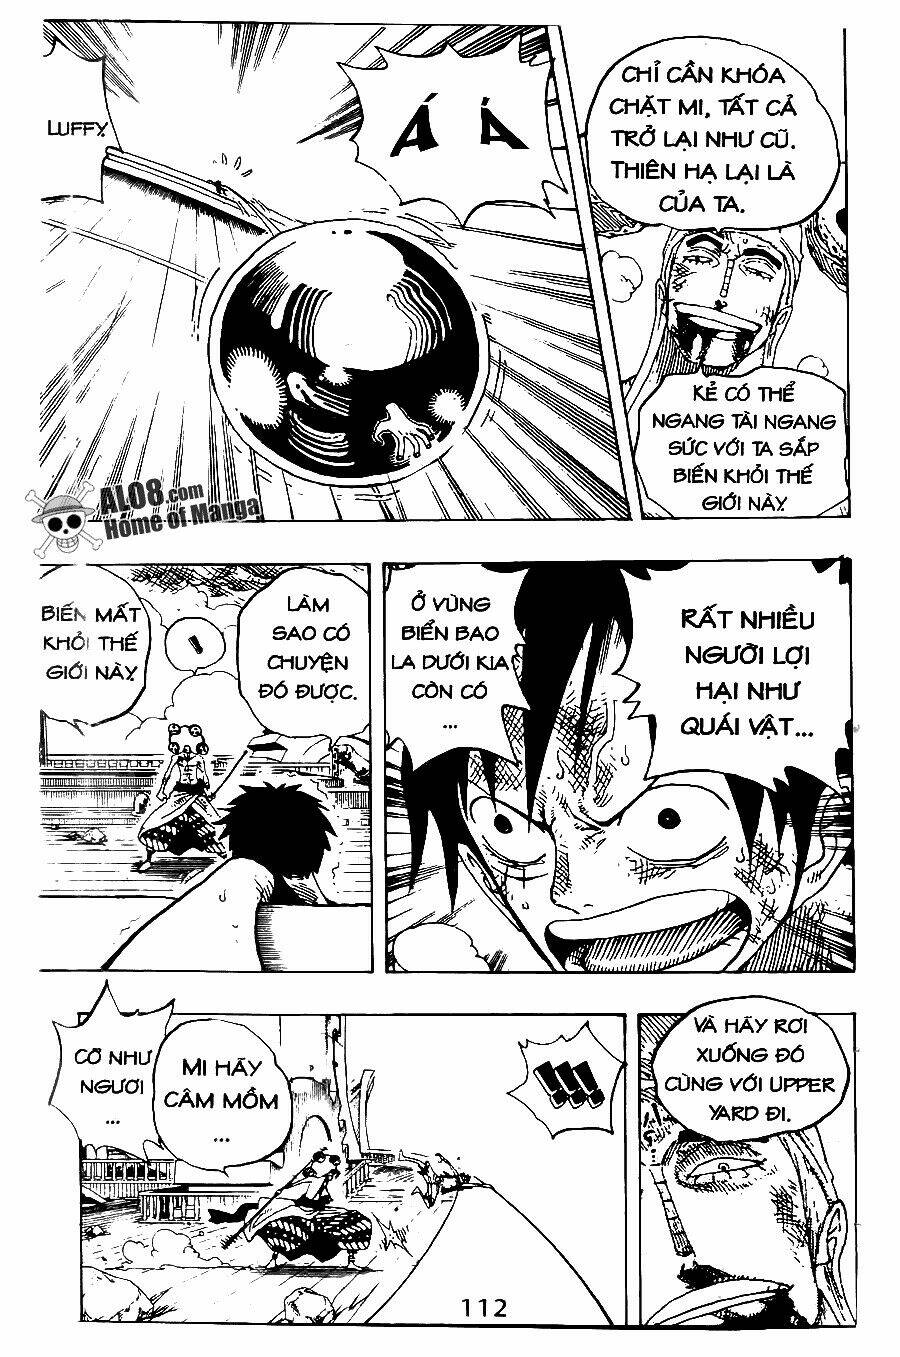 CHỈ CẦN KHÓA
CHẶT MI, TẤT CẢ
TRỞ LẠI NHƯ CŨ.
THIÊN HẠ LẠI LÀ
CỦA TA.
Á Á
LUFFY.
KẺ CÓ THỂ
NGANG TÀI NGANG
SỨC VỚI TA SẮP
BIẾN KHỎI THẾ
GIỚI NÀY.
ALO8.com
Home of Manga
RẤT NHIỀU
NGƯỜI LỢI
HẠI NHƯ
QUÁI VẬT...
Ở VÙNG
BIỂN BAO
LA DƯỚI KIA
CÒN CÓ
...
LÀM
SAO CÓ
CHUYỆN
ĐÓ ĐƯỢC.
!
BIẾN MẤT
KHỎI THẾ
GIỚI NÀY.
VÀ HÃY RƠI
XUỐNG ĐÓ
CÙNG VỚI UPPER
YARD ĐI.
!!!
MI HÃY
CÂM MỒM
...
CỠ NHƯ
NGƯƠI
...
112